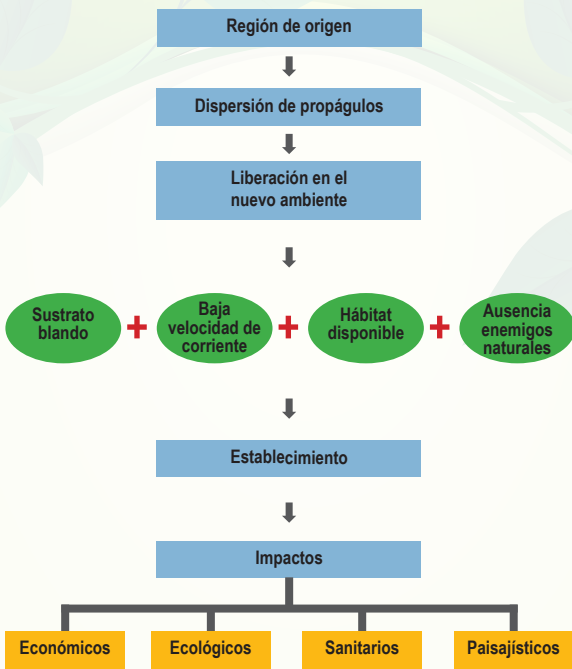 Región de origen
Dispersión de propágulos
Liberación en el
nuevo ambiente
Sustrato
blando
+
Baja
velocidad de
corriente
+
Hábitat
disponible
+
Ausencia
enemigos
naturales
Establecimiento
Impactos
Económicos
Ecológicos
Sanitarios
Paisajísticos